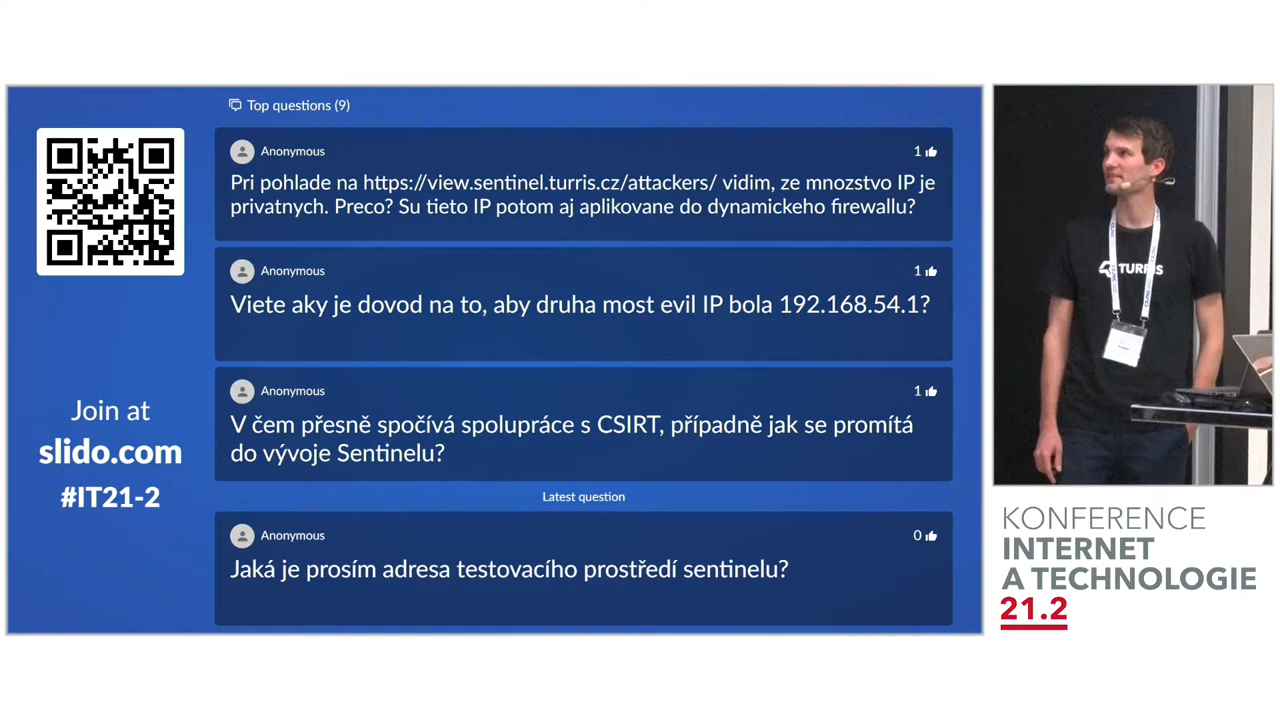 Top questions (9)
Anonymous
1
Pri pohlade na https://view.sentinel.turris.cz/attackers/ vidim, ze mnozstvo IP je
privatnych. Preco? Su tieto IP potom aj aplikovane do dynamickeho firewallu?
Anonymous
1
Viete aky je dovod na to, aby druha most evil IP bola 192.168.54.1?
Anonymous
1
V čem přesně spočívá spolupráce s CSIRT, případně jak se promítá
do vývoje Sentinelu?
Latest question
Anonymous
0
Jaká je prosím adresa testovacího prostředí sentinelu?
Join at
slido.com
#IT21-2
TURRIS
KONFERENCE
INTERNET
A TECHNOLOGIE
21.2